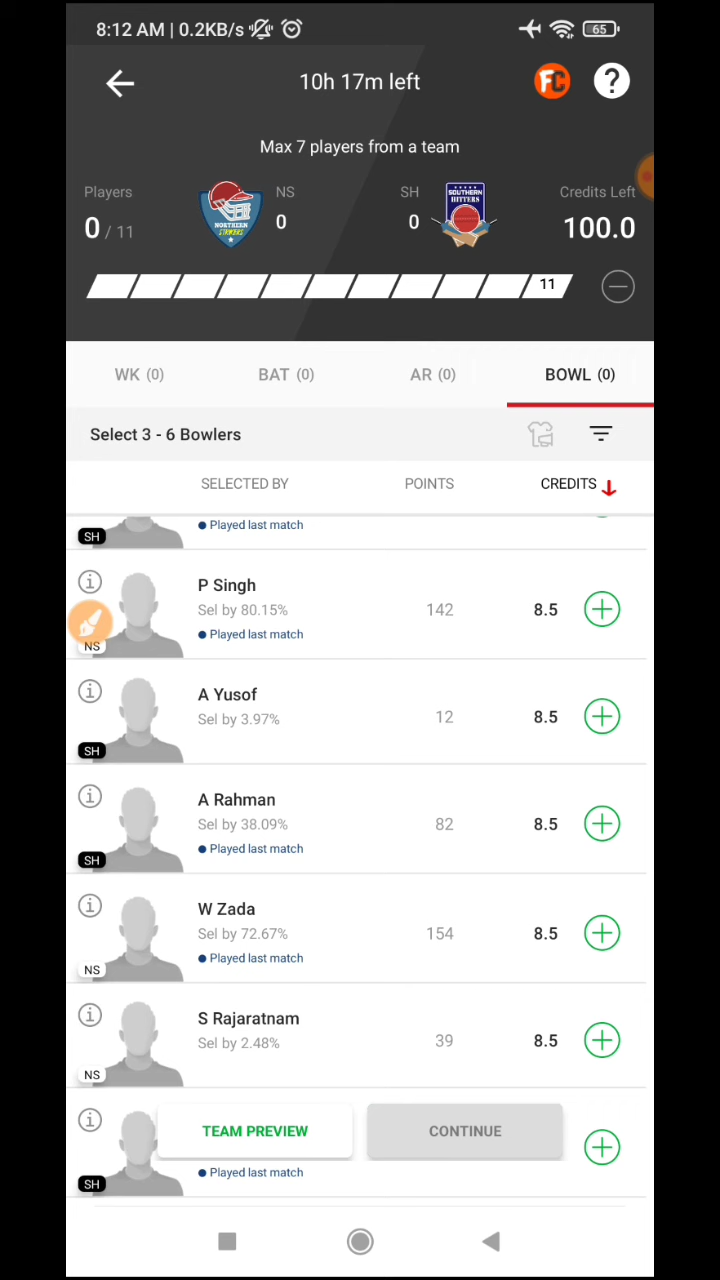 8:12 AM | 0.2KB/s 65
10h 17m left
FC ?
Max 7 players from a team
Players NS SH Credits Left
0 / 11 0 0 100.0
NORTHERN
SOUTHERN
HITTERS
11
WK (0) BAT (0) AR (0) BOWL (0)
Select 3 - 6 Bowlers
SELECTED BY POINTS CREDITS
Played last match
SH
P Singh
Sel by 80.15% 142 8.5
Played last match
NS
A Yusof
Sel by 3.97% 12 8.5
SH
A Rahman
Sel by 38.09% 82 8.5
Played last match
SH
W Zada
Sel by 72.67% 154 8.5
Played last match
NS
S Rajaratnam
Sel by 2.48% 39 8.5
NS
TEAM PREVIEW CONTINUE
Played last match
SH